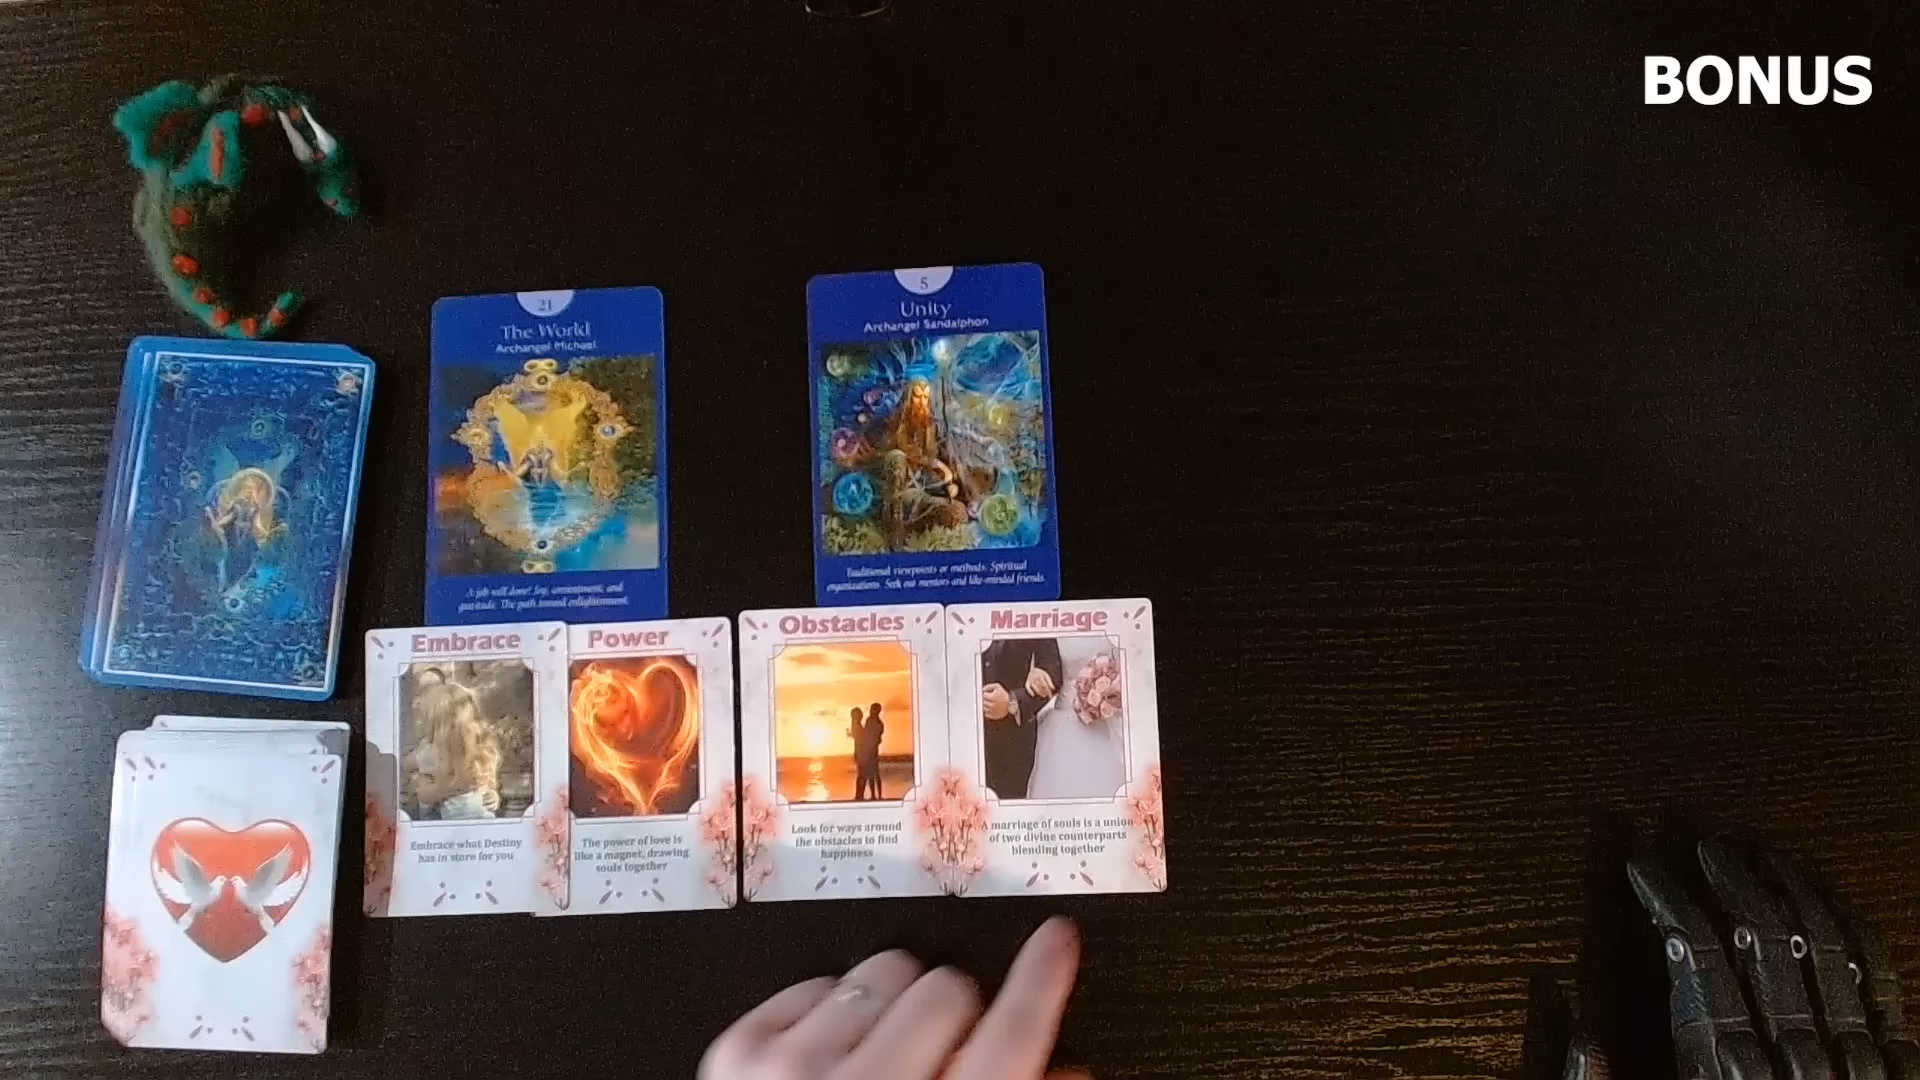 BONUS
21
The World
Archangel Michael
A job well done! Joy, contentment, and
gratitude. The path toward enlightenment.
5
Unity
Archangel Sandalphon
Traditional viewpoints or methods. Spiritual
organizations. Seek out mentors and like-minded friends.
Embrace
Embrace what Destiny
has in store for you
Power
The power of love is
like a magnet, drawing
souls together
Obstacles
Look for ways around
the obstacles to find
happiness
Marriage
A marriage of souls is a union
of two divine counterparts
blending together